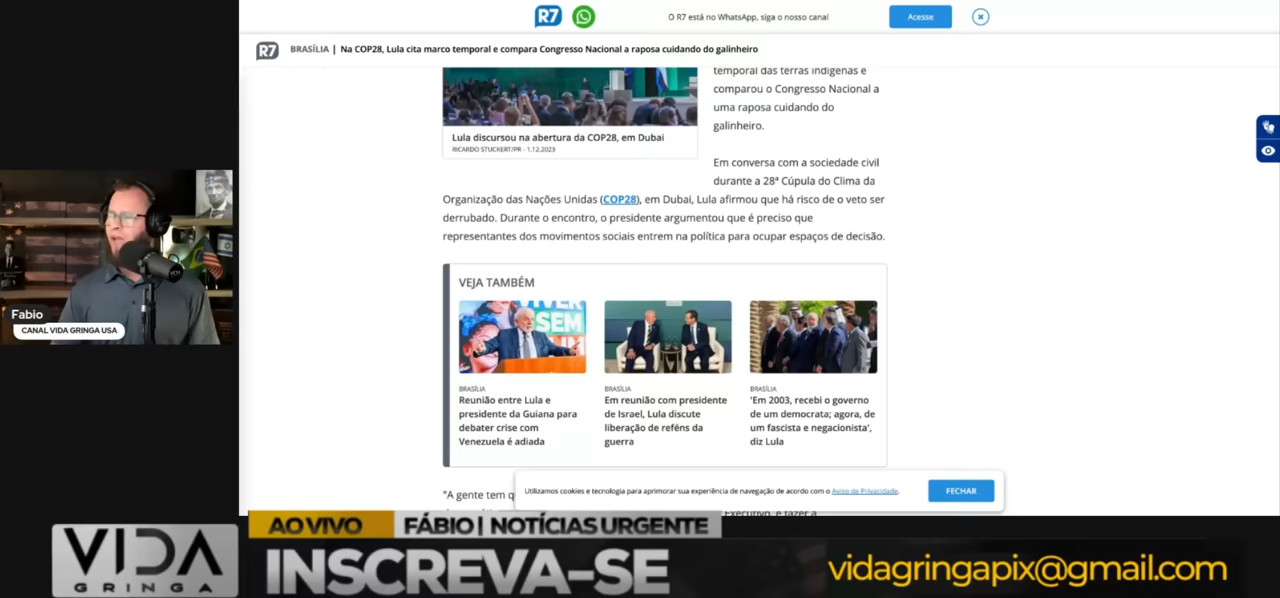 R7
O R7 está no WhatsApp, siga o nosso canal
Acesse
R7
BRASÍLIA | Na COP28, Lula cita marco temporal e compara Congresso Nacional a raposa cuidando do galinheiro
temporal das terras indígenas e
comparou o Congresso Nacional a
uma raposa cuidando do
galinheiro.
Lula discursou na abertura da COP28, em Dubai
RICARDO STUCKERT/PR - 1.12.2023
Em conversa com a sociedade civil
durante a 28ª Cúpula do Clima da
Organização das Nações Unidas (COP28), em Dubai, Lula afirmou que há risco de o veto ser
derrubado. Durante o encontro, o presidente argumentou que é preciso que
representantes dos movimentos sociais entrem na política para ocupar espaços de decisão.
VEJA TAMBÉM
VIVER
SEM
BRASÍLIA
Reunião entre Lula e
presidente da Guiana para
debater crise com
Venezuela é adiada
BRASÍLIA
Em reunião com presidente
de Israel, Lula discute
liberação de reféns da
guerra
BRASÍLIA
'Em 2003, recebi o governo
de um democrata; agora, de
um fascista e negacionista',
diz Lula
"A gente tem q
Executivo, e fazer a
Utilizamos cookies e tecnologia para aprimorar sua experiência de navegação de acordo com o Aviso de Privacidade.
FECHAR
Fabio
CANAL VIDA GRINGA USA
VIDA
GRINGA
AO VIVO
FÁBIO | NOTÍCIAS URGENTE
INSCREVA-SE
vidagringapix@gmail.com